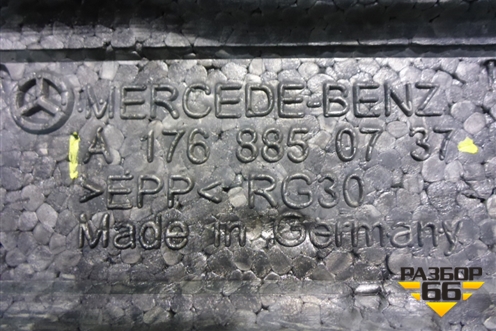 MERCEDE-BENZ
A 176 885 07 37
>EPP< RG30
Made in Germany
РАЗБОР
66